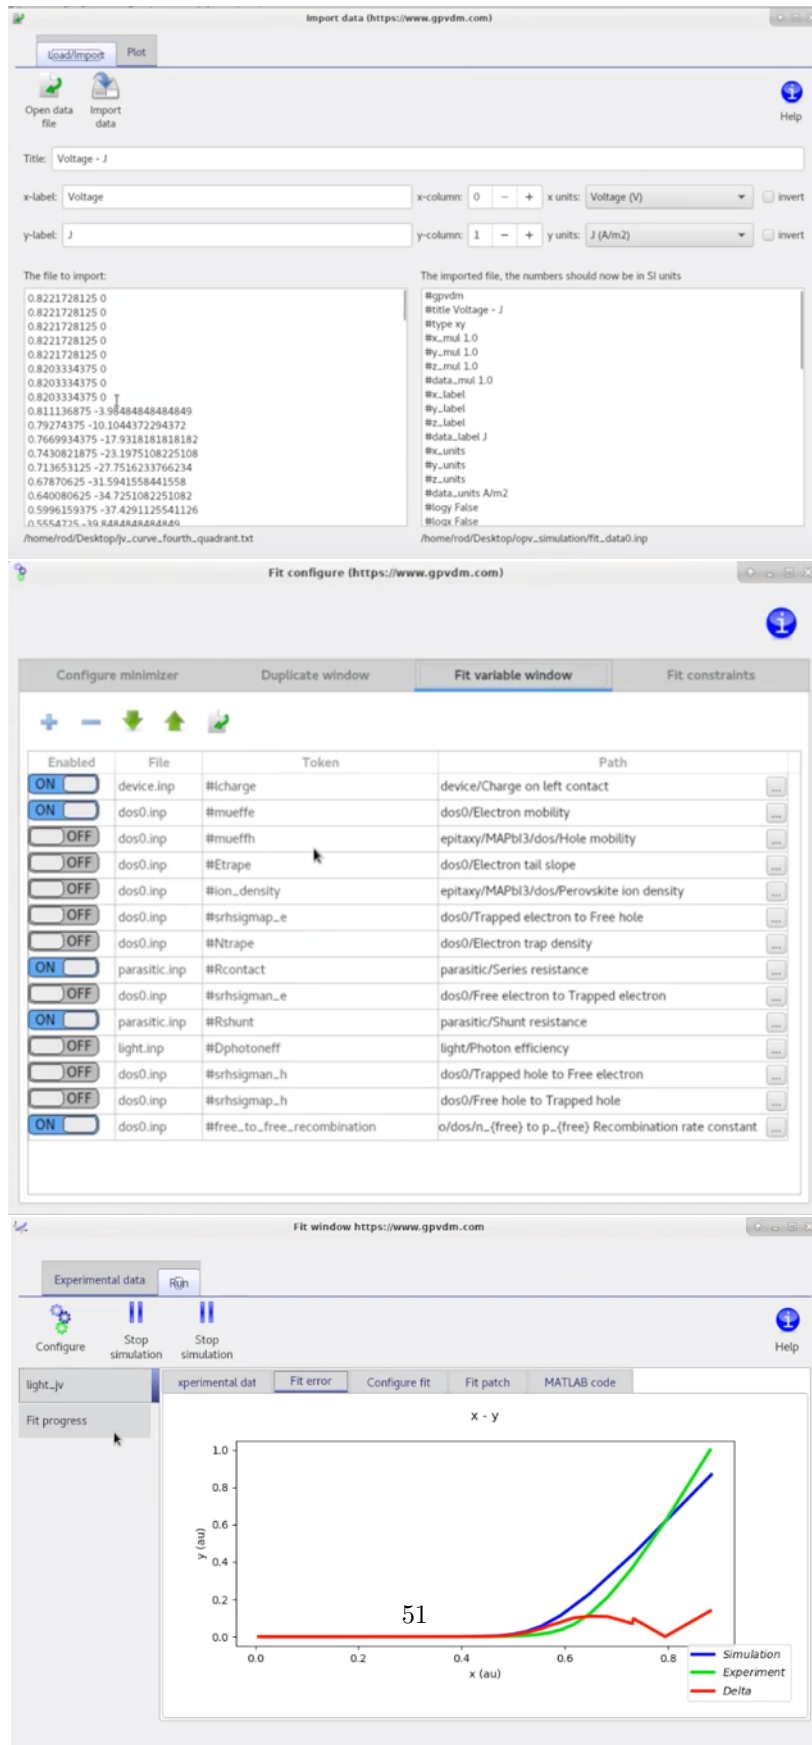 Import data (https://www.gpvdm.com)
Load/Import Plot
Open data file
Import data
Help
Title: Voltage - J
x-label: Voltage x-column: 0 − + x units: Voltage (V) invert
y-label: J y-column: 1 − + y units: J (A/m2) invert
The file to import:
0.8221728125 0
0.8221728125 0
0.8221728125 0
0.8221728125 0
0.8221728125 0
0.8203334375 0
0.8203334375 0
0.8203334375 0
0.811136875 -3.98484848484849
0.79274375 -10.1044372294372
0.7669934375 -17.9318181818182
0.7430821875 -23.1975108225108
0.713653125 -27.7516233766234
0.67870625 -31.5941558441558
0.640080625 -34.7251082251082
0.5996159375 -37.4291125541126
0.5554725 -39.8484848484849
/home/rod/Desktop/jv_curve_fourth_quadrant.txt
The imported file, the numbers should now be in SI units
#gpvdm
#title Voltage - J
#type xy
#x_mul 1.0
#y_mul 1.0
#z_mul 1.0
#data_mul 1.0
#x_label
#y_label
#z_label
#data_label J
#x_units
#y_units
#z_units
#data_units A/m2
#logy False
#logx False
/home/rod/Desktop/opv_simulation/fit_data0.inp
Fit configure (https://www.gpvdm.com)
Configure minimizer Duplicate window Fit variable window Fit constraints
Enabled File Token Path
ON device.inp #lcharge device/Charge on left contact ...
ON dos0.inp #mueffe dos0/Electron mobility ...
OFF dos0.inp #mueffh epitaxy/MAPbI3/dos/Hole mobility ...
OFF dos0.inp #Etrape dos0/Electron tail slope ...
OFF dos0.inp #ion_density epitaxy/MAPbI3/dos/Perovskite ion density ...
OFF dos0.inp #srhsigmap_e dos0/Trapped electron to Free hole ...
OFF dos0.inp #Ntrape dos0/Electron trap density ...
ON parasitic.inp #Rcontact parasitic/Series resistance ...
OFF dos0.inp #srhsigman_e dos0/Free electron to Trapped electron ...
ON parasitic.inp #Rshunt parasitic/Shunt resistance ...
OFF light.inp #Dphotoneff light/Photon efficiency ...
OFF dos0.inp #srhsigman_h dos0/Trapped hole to Free electron ...
OFF dos0.inp #srhsigmap_h dos0/Free hole to Trapped hole ...
ON dos0.inp #free_to_free_recombination o/dos/n_{free} to p_{free} Recombination rate constant ...
Fit window https://www.gpvdm.com
Experimental data Run
Configure
Stop simulation
Stop simulation
Help
light_jv
Fit progress
xperimental dat Fit error Configure fit Fit patch MATLAB code
x - y
y (au)
1.0
0.8
0.6
0.4
0.2
0.0
0.0 0.2 0.4 0.6 0.8
x (au)
Simulation
Experiment
Delta
51